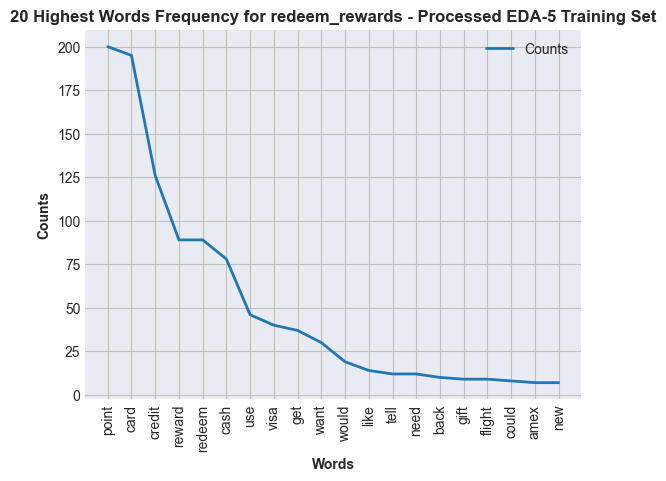 20 Highest Words Frequency for redeem_rewards - Processed EDA-5 Training Set
Counts
200
175
150
125
100
75
50
25
0
Counts
point
card
credit
reward
redeem
cash
use
visa
get
want
would
like
tell
need
back
gift
flight
could
amex
new
Words